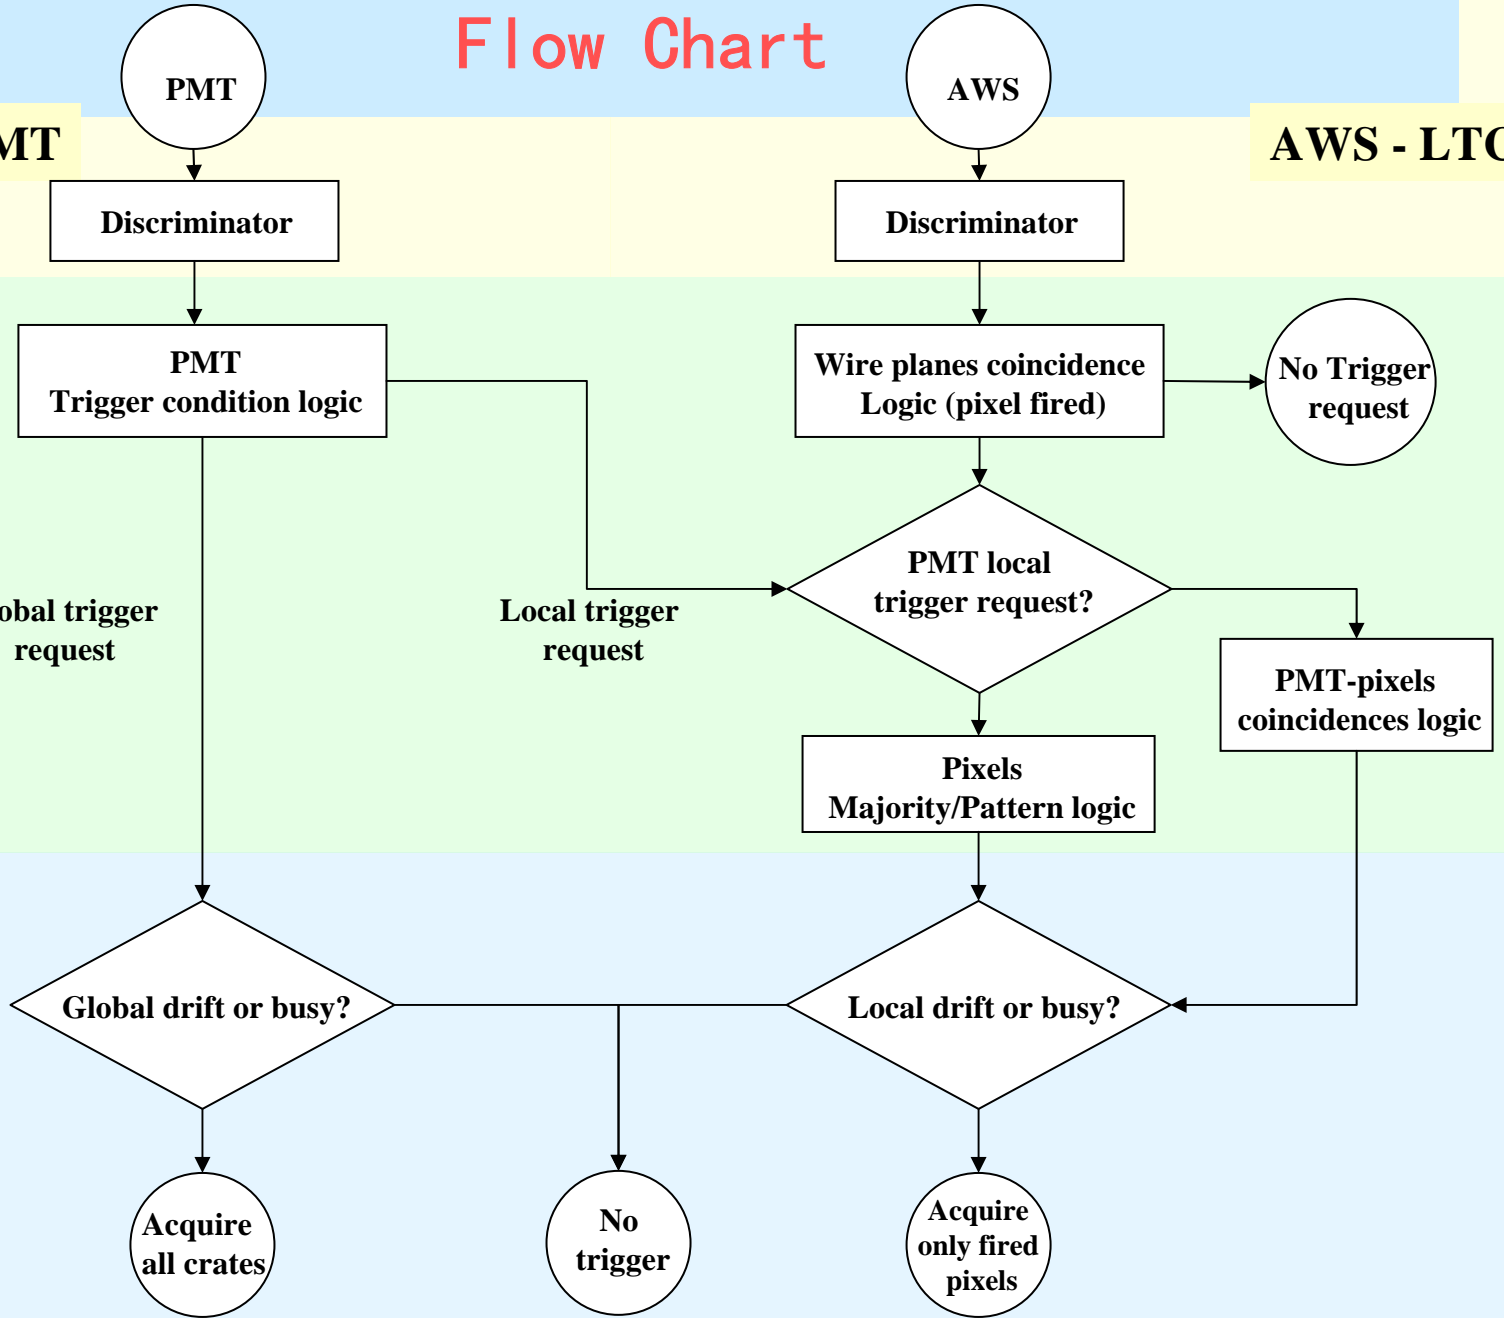 Flow Chart
PMT
AWS
MT
AWS - LTC
Discriminator
Discriminator
PMT
Trigger condition logic
Wire planes coincidence
Logic (pixel fired)
No Trigger
request
PMT local
trigger request?
obal trigger
request
Local trigger
request
PMT-pixels
coincidences logic
Pixels
Majority/Pattern logic
Global drift or busy?
Local drift or busy?
Acquire
all crates
No
trigger
Acquire
only fired
pixels